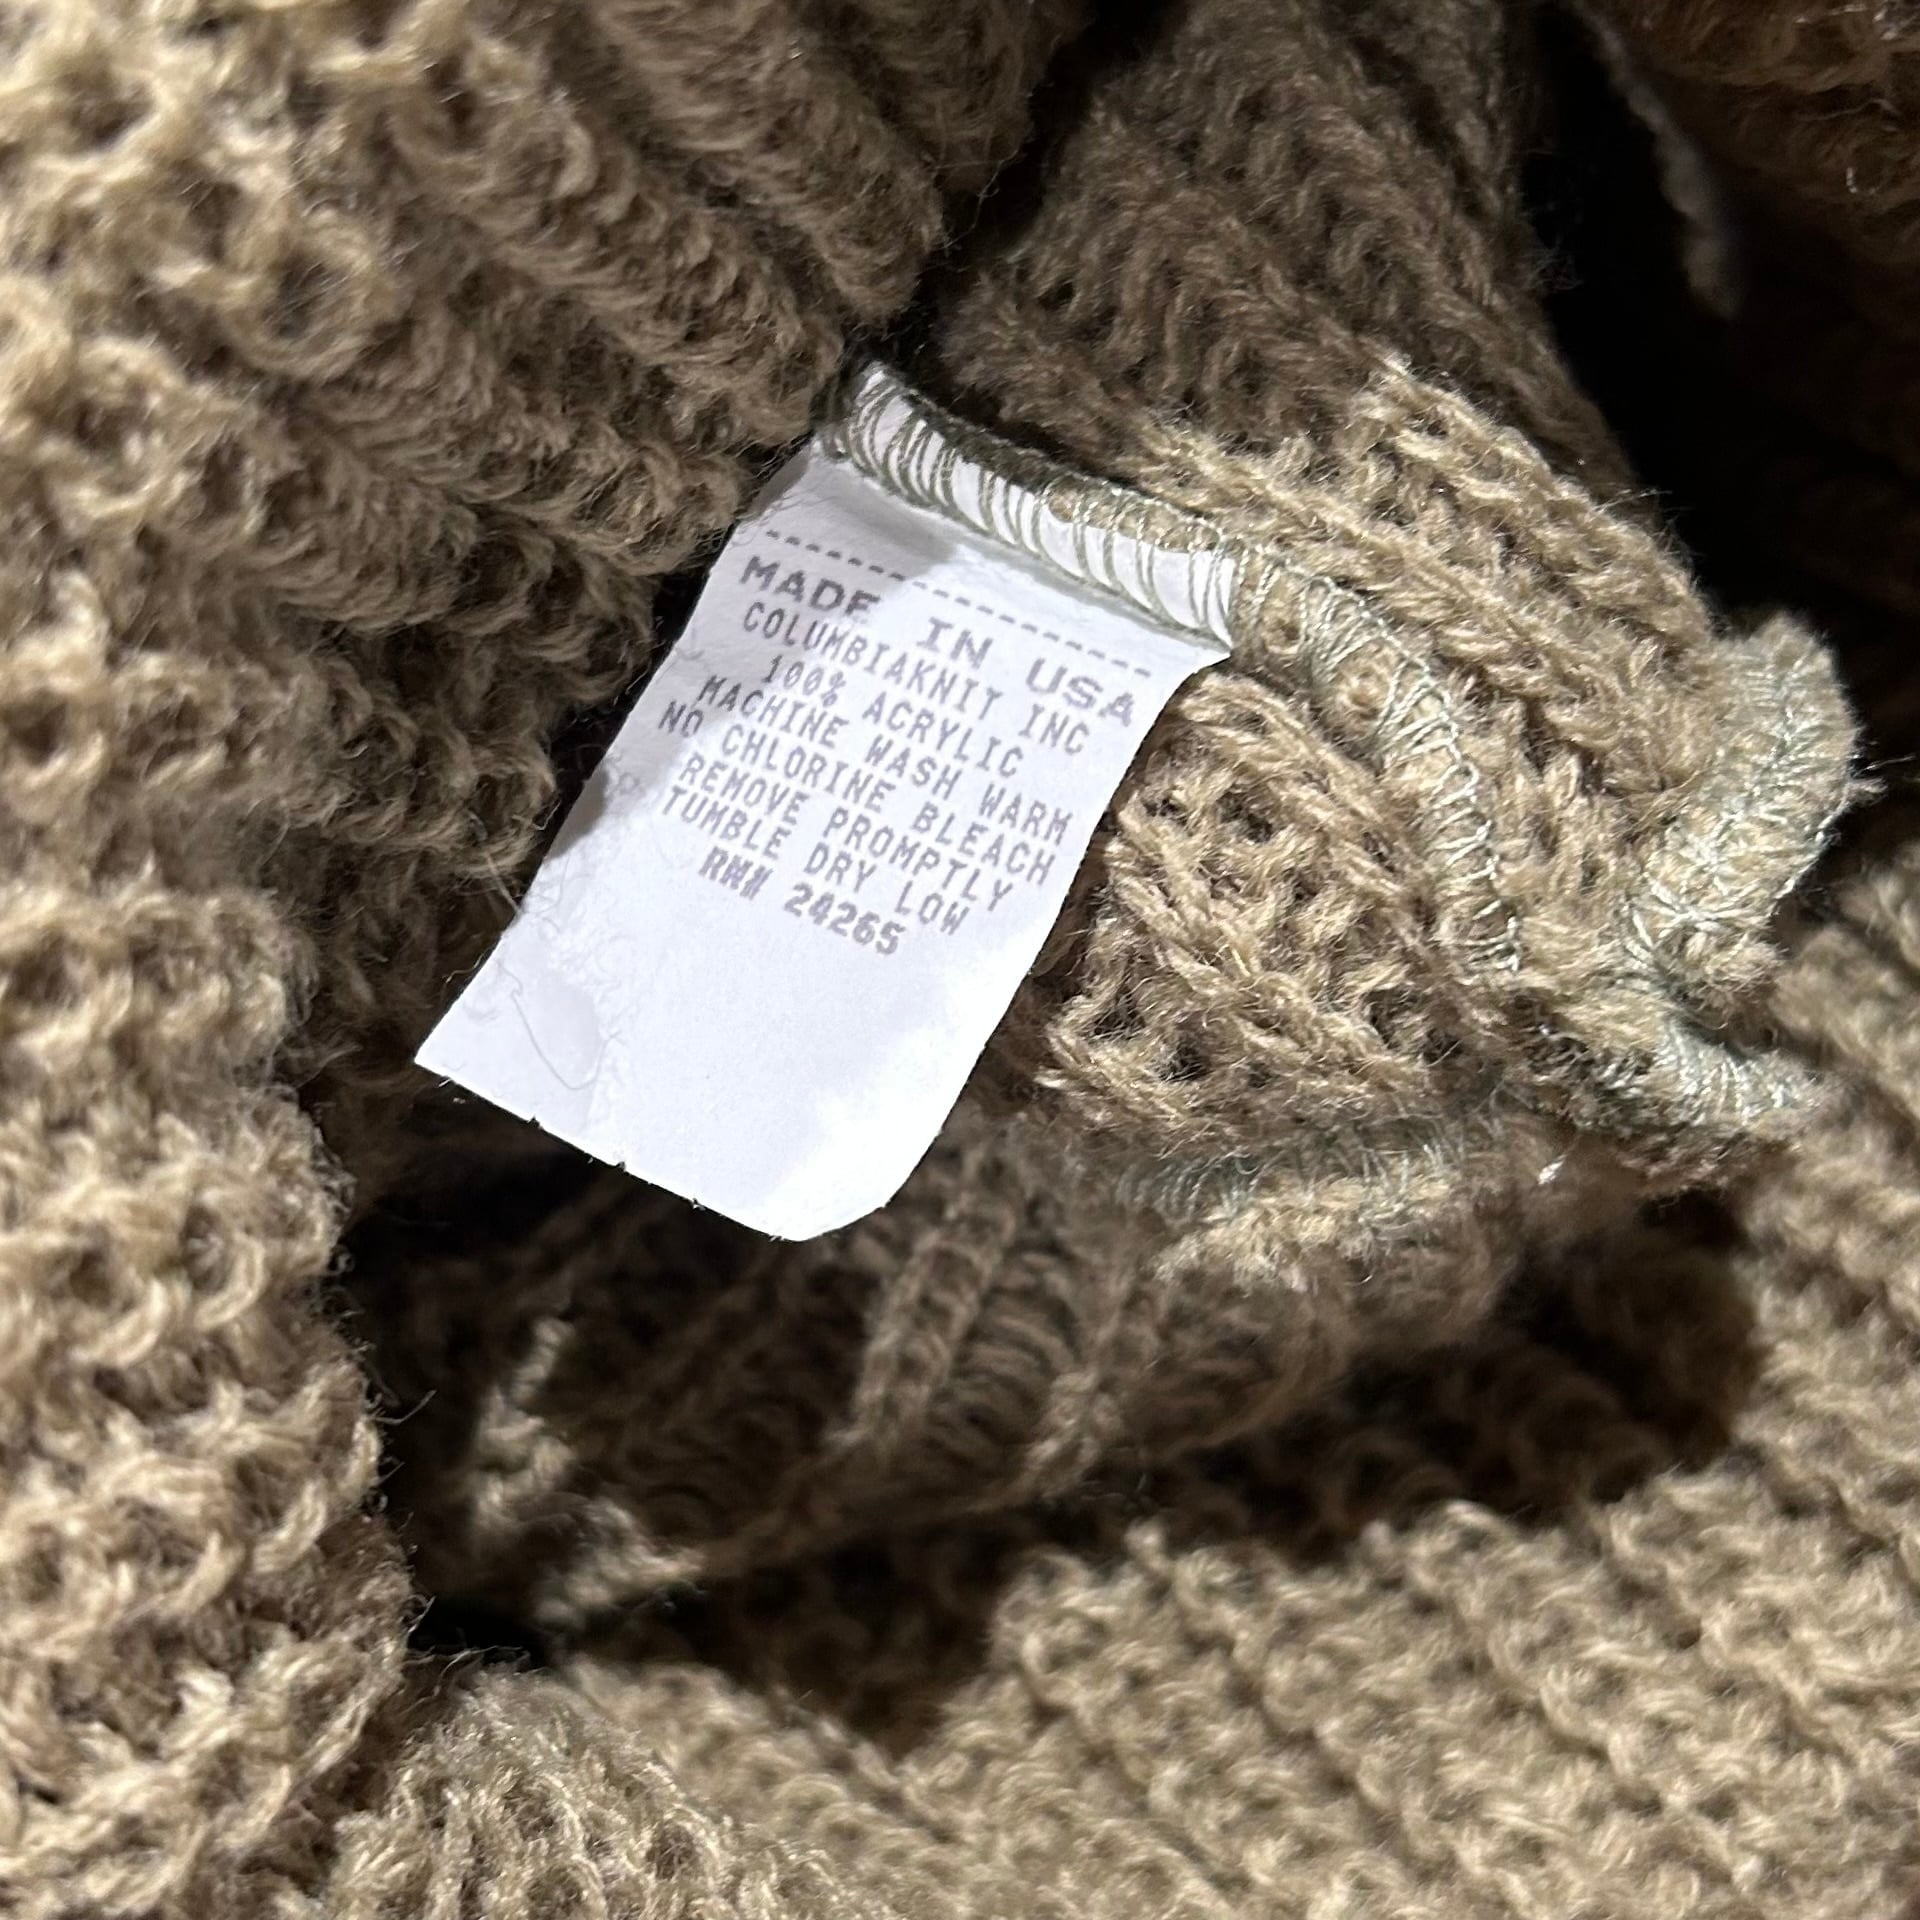 MADE IN USA
COLUMBIAKNIT INC
100% ACRYLIC
MACHINE WASH WARM
NO CHLORINE BLEACH
REMOVE PROMPTLY
TUMBLE DRY LOW
RN# 24265